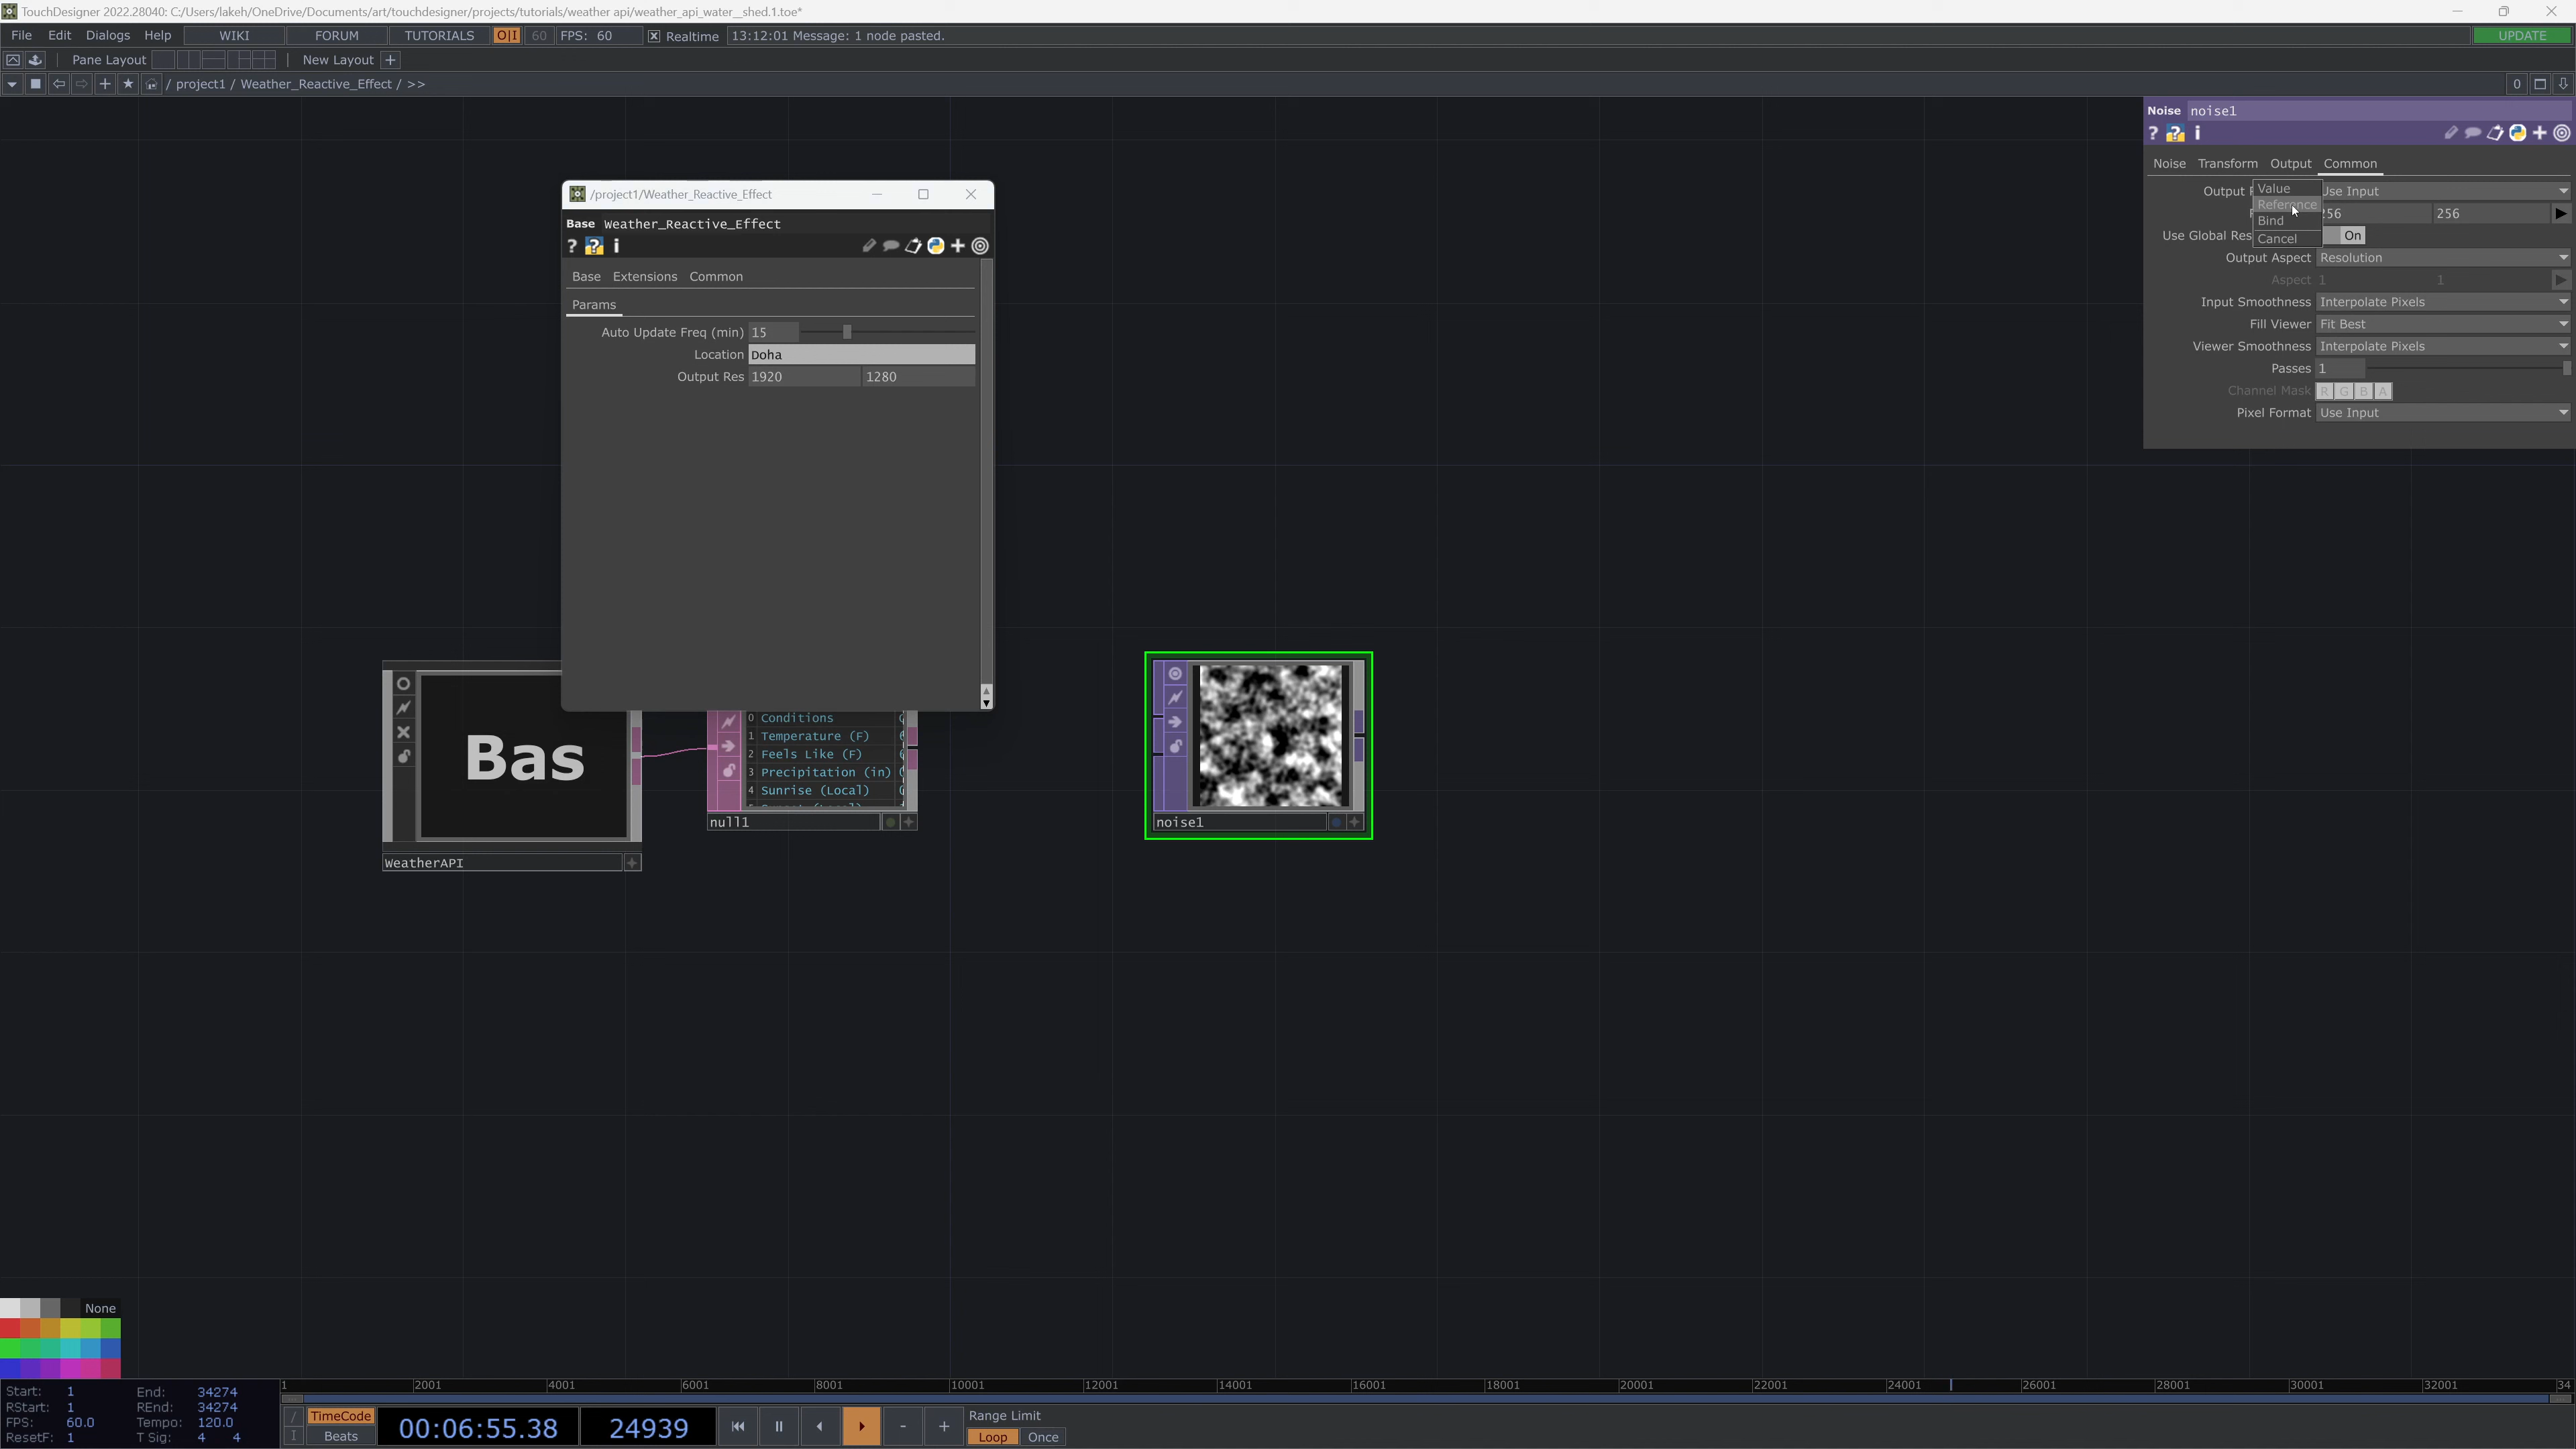 TouchDesigner 2022.28040: C:/Users/lakeh/OneDrive/Documents/art/touchdesigner/projects/tutorials/weather api/weather_api_water__shed.1.toe*
File Edit Dialogs Help WIKI FORUM TUTORIALS O|I 60 FPS: 60 Realtime 13:12:01 Message: 1 node pasted. UPDATE
Pane Layout New Layout +
/ project1 / Weather_Reactive_Effect / >> 0
Noise noise1
? ? i
Noise Transform Output Common
Output Use Input
Value
Reference
256 256
Bind
Use Global Res On
Cancel
Output Aspect Resolution
Aspect 1 1
Input Smoothness Interpolate Pixels
Fill Viewer Fit Best
Viewer Smoothness Interpolate Pixels
Passes 1
Channel Mask R G B A
Pixel Format Use Input
/project1/Weather_Reactive_Effect
Base Weather_Reactive_Effect
? ? i
Base Extensions Common
Params
Auto Update Freq (min) 15
Location Doha
Output Res 1920 1280
Bas
WeatherAPI
0 Conditions
1 Temperature (F)
2 Feels Like (F)
3 Precipitation (in)
4 Sunrise (Local)
null1
noise1
None
1 2001 4001 6001 8001 10001 12001 14001 16001 18001 20001 22001 24001 26001 28001 30001 32001 34
Start: 1 End: 34274
RStart: 1 REnd: 34274
FPS: 60.0 Tempo: 120.0
ResetF: 1 T Sig: 4 4
/ I
TimeCode
Beats
00:06:55.38 24939
- +
Range Limit
Loop Once